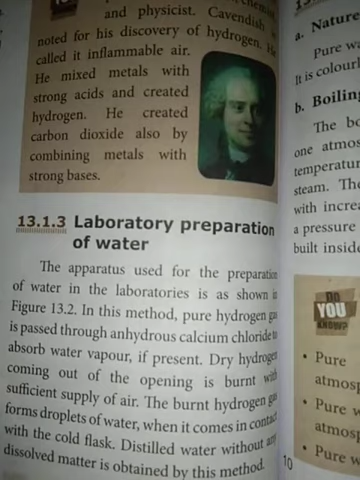 and physicist. Cavendish is
noted for his discovery of hydrogen. He
called it inflammable air.
He mixed metals with
strong acids and created
hydrogen. He created
carbon dioxide also by
combining metals with
strong bases.
13.1.3 Laboratory preparation
of water
The apparatus used for the preparation
of water in the laboratories is as shown in
Figure 13.2. In this method, pure hydrogen gas
is passed through anhydrous calcium chloride to
absorb water vapour, if present. Dry hydrogen
coming out of the opening is burnt with
sufficient supply of air. The burnt hydrogen gas
forms droplets of water, when it comes in contact
with the cold flask. Distilled water without any
dissolved matter is obtained by this method.
a. Nature
Pure wa
It is colourl
b. Boiling
The bo
one atmos
temperatur
steam. The
with increa
a pressure
built inside
DO
YOU
KNOW?
• Pure
atmosp
• Pure w
atmosp
• Pure w
10